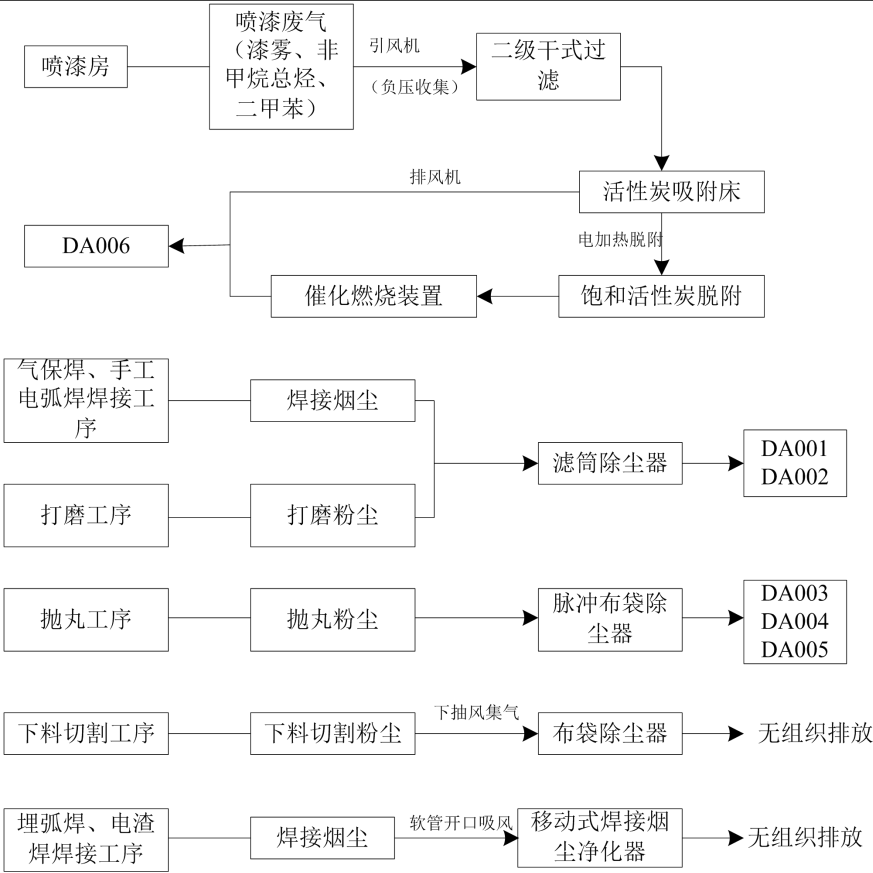 喷漆房
喷漆废气
（漆雾、非
甲烷总烃、
二甲苯）
引风机
（负压收集）
二级干式过
滤
活性炭吸附床
排风机
DA006
电加热脱附
饱和活性炭脱附
催化燃烧装置
气保焊、手工
电弧焊焊接工
序
焊接烟尘
打磨工序
打磨粉尘
滤筒除尘器
DA001
DA002
抛丸工序
抛丸粉尘
脉冲布袋除
尘器
DA003
DA004
DA005
下料切割工序
下料切割粉尘
下抽风集气
布袋除尘器
无组织排放
埋弧焊、电渣
焊焊接工序
焊接烟尘
软管开口吸风
移动式焊接烟
尘净化器
无组织排放